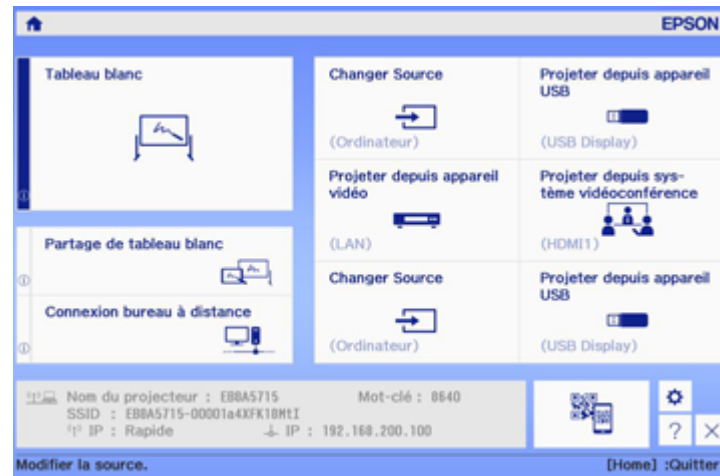 EPSON
Tableau blanc
Changer Source
(Ordinateur)
Projeter depuis appareil
USB
(USB Display)
Projeter depuis appareil
vidéo
(LAN)
Projeter depuis sys-
tème vidéoconférence
(HDMI1)
Partage de tableau blanc
Connexion bureau à distance
Changer Source
(Ordinateur)
Projeter depuis appareil
USB
(USB Display)
Nom du projecteur : EB8A5715 Mot-clé : 8640
SSID : EB8A5715-00001a4XFK18MtI
IP : Rapide IP : 192.168.200.100
?
Modifier la source. [Home] :Quitter